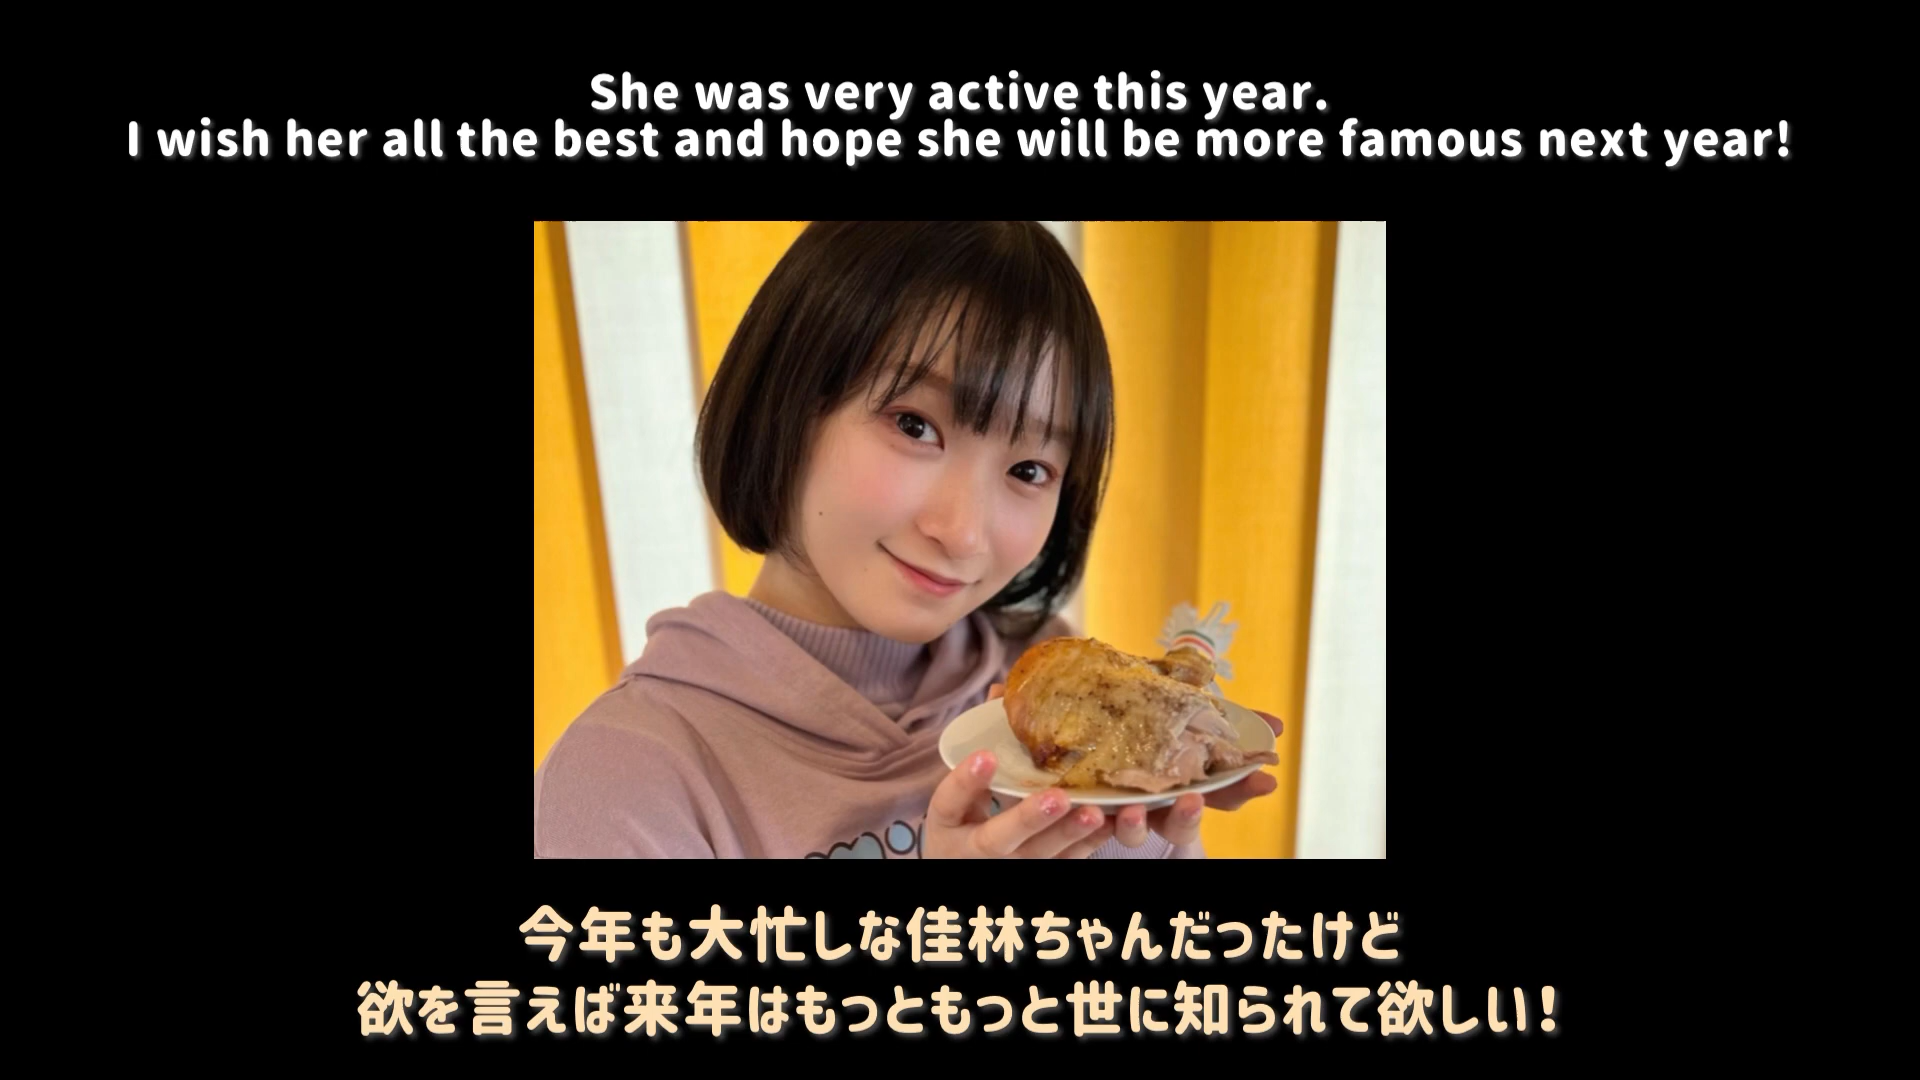 She was very active this year.
I wish her all the best and hope she will be more famous next year!
今年も大忙しな佳林ちゃんだったけど
欲を言えば来年はもっともっと世に知られて欲しい!